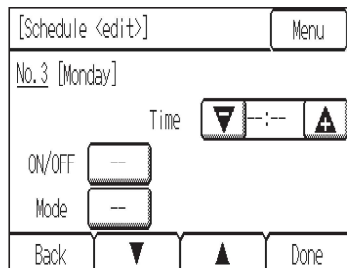 [Schedule <edit>] Menu
No.3 [Monday]
Time --:--
ON/OFF --
Mode --
Back ▼ ▲ Done